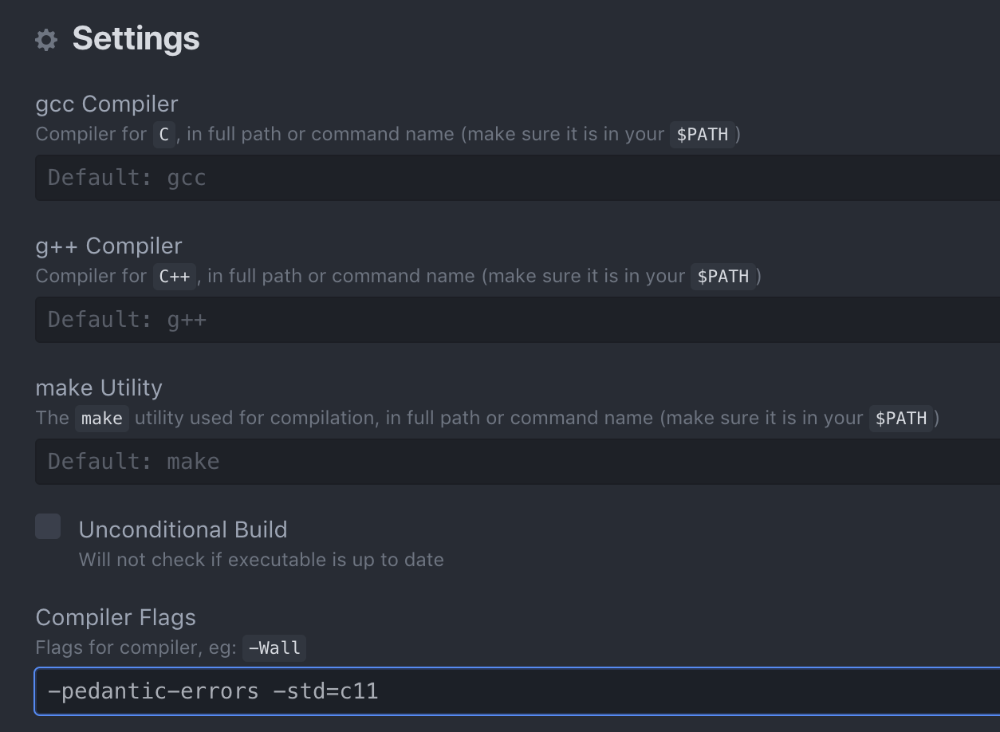 Settings
gcc Compiler
Compiler for C, in full path or command name (make sure it is in your $PATH)
Default: gcc
g++ Compiler
Compiler for C++, in full path or command name (make sure it is in your $PATH)
Default: g++
make Utility
The make utility used for compilation, in full path or command name (make sure it is in your $PATH)
Default: make
Unconditional Build
Will not check if executable is up to date
Compiler Flags
Flags for compiler, eg: -Wall
-pedantic-errors -std=c11